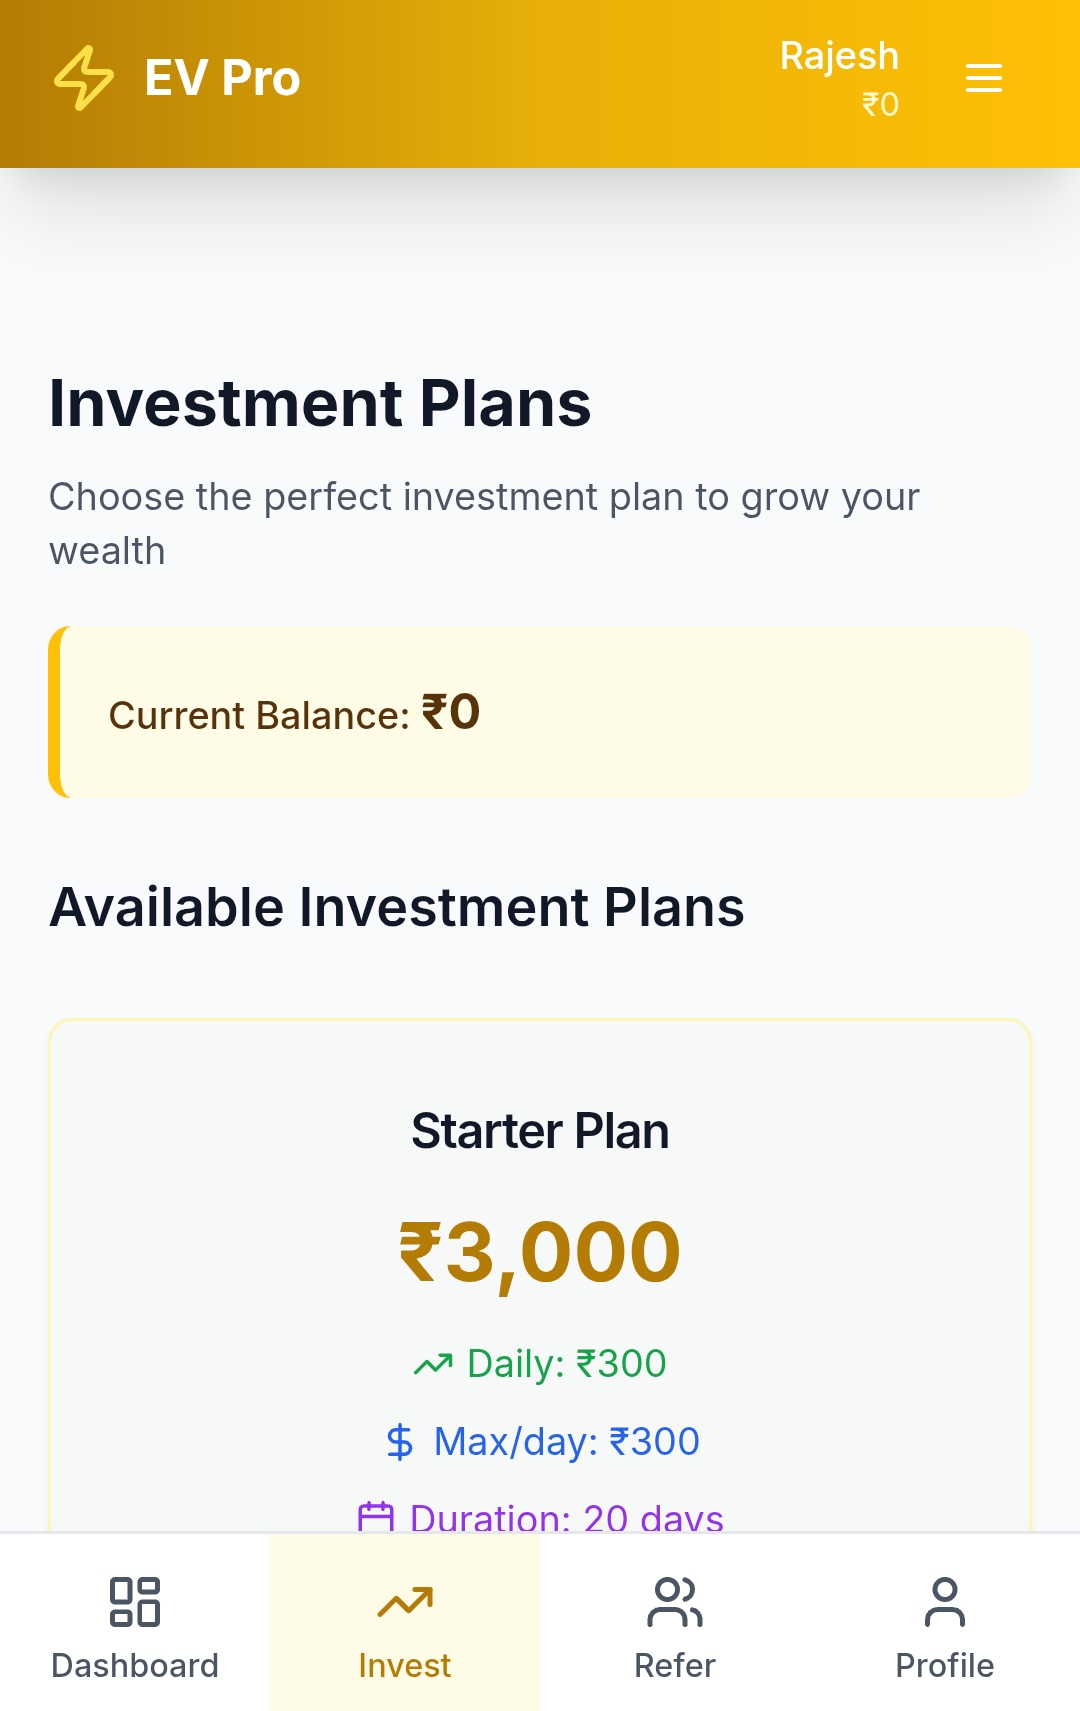 EV Pro
Rajesh
₹0
Investment Plans
Choose the perfect investment plan to grow your
wealth
Current Balance: ₹0
Available Investment Plans
Starter Plan
₹3,000
Daily: ₹300
Max/day: ₹300
Duration: 20 days
Dashboard
Invest
Refer
Profile